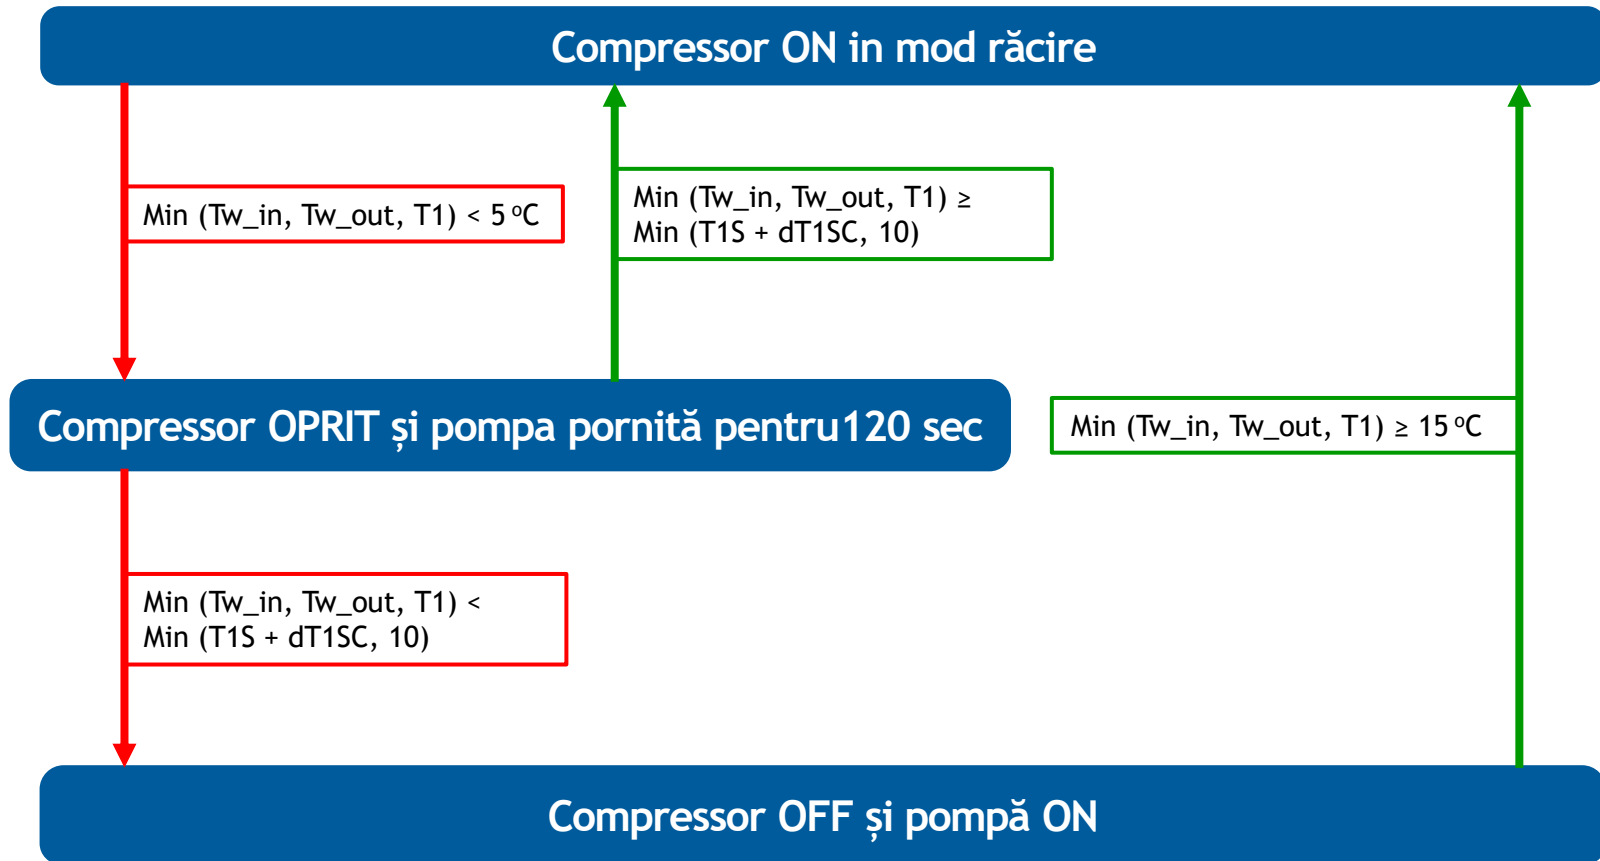 Compressor ON in mod răcire
Min (Tw_in, Tw_out, T1) < 5 ºC
Min (Tw_in, Tw_out, T1) ≥
Min (T1S + dT1SC, 10)
Compressor OPRIT și pompa pornită pentru120 sec
Min (Tw_in, Tw_out, T1) ≥ 15 ºC
Min (Tw_in, Tw_out, T1) <
Min (T1S + dT1SC, 10)
Compressor OFF și pompă ON